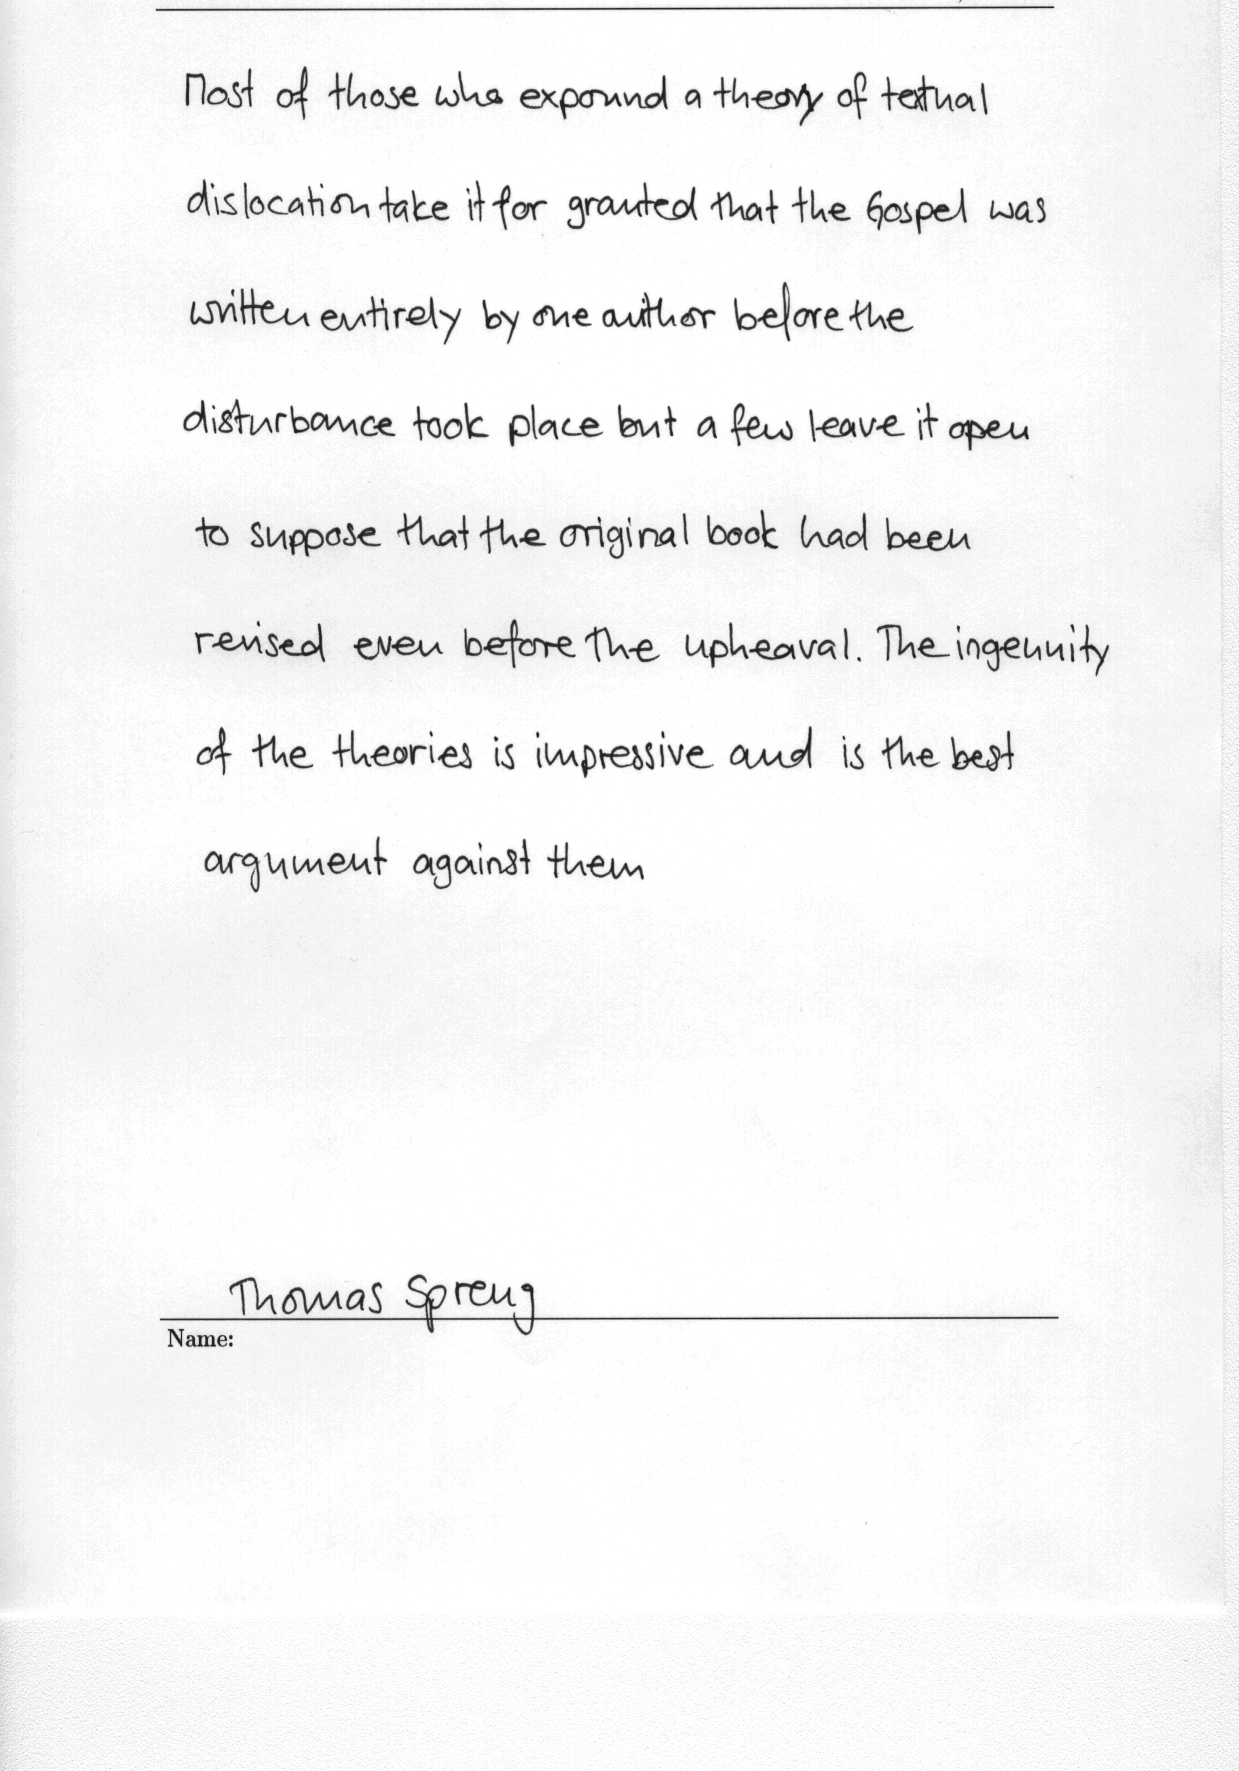 Most of those who expound a theory of textual
dislocation take it for granted that the Gospel was
written entirely by one author before the
disturbance took place but a few leave it open
to suppose that the original book had been
revised even before the upheaval. The ingenuity
of the theories is impressive and is the best
argument against them
Thomas Spreng
Name: